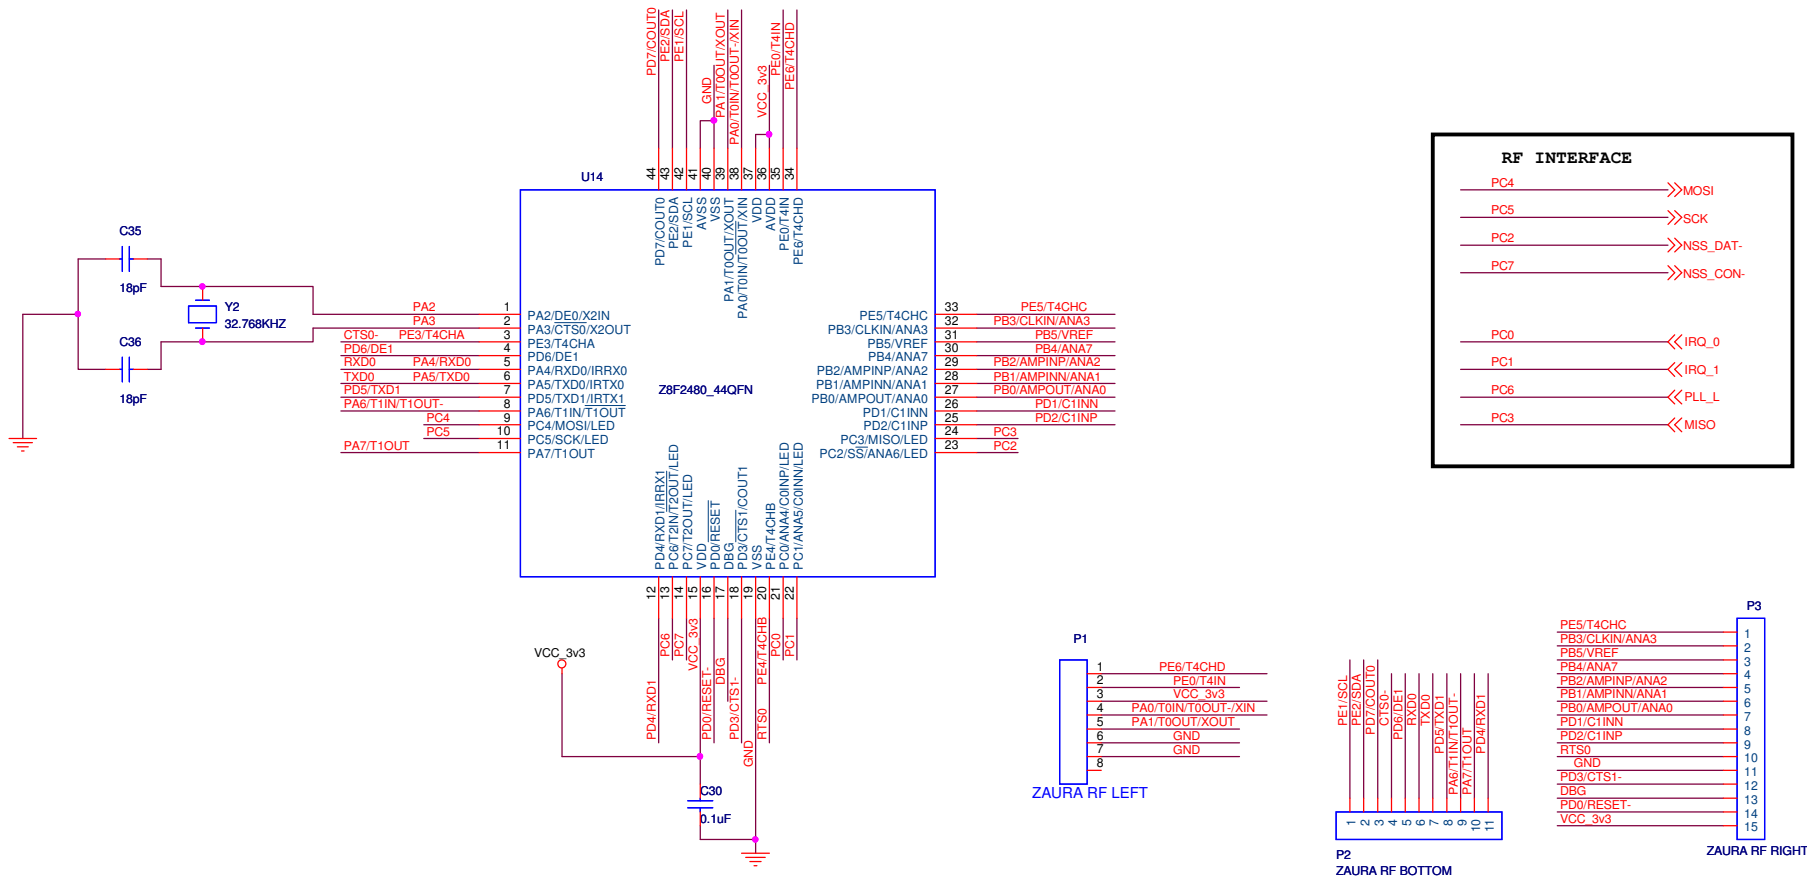 PD7/COUT0
PE2/SDA
PE1/SCL
GND
PA1/T0OUT/XOUT
PA0/T0IN/T0OUT-/XIN
VCC_3v3
PE0/T4IN
PE6/T4CHD
44
43
42
41
40
39
38
37
36
35
34
U14
PD7/COUT0
PE2/SDA
PE1/SCL
AVSS
VSS
PA1/T0OUT/XOUT
PA0/T0IN/T0OUT/XIN
VDD
AVDD
PE0/T4IN
PE6/T4CHD
C35
18pF
Y2
32.768KHZ
C36
18pF
PA2 1 PA2/DE0/X2IN
PA3 2 PA3/CTS0/X2OUT
CTS0- PE3/T4CHA 3 PE3/T4CHA
PD6/DE1 4 PD6/DE1
RXD0 PA4/RXD0 5 PA4/RXD0/IRRX0
TXD0 PA5/TXD0 6 PA5/TXD0/IRTX0
PD5/TXD1 7 PD5/TXD1/IRTX1
PA6/T1IN/T1OUT- 8 PA6/T1IN/T1OUT
PC4 9 PC4/MOSI/LED
PC5 10 PC5/SCK/LED
PA7/T1OUT 11 PA7/T1OUT
Z8F2480_44QFN
PE5/T4CHC 33 PE5/T4CHC
PB3/CLKIN/ANA3 32 PB3/CLKIN/ANA3
PB5/VREF 31 PB5/VREF
PB4/ANA7 30 PB4/ANA7
PB2/AMPINP/ANA2 29 PB2/AMPINP/ANA2
PB1/AMPINN/ANA1 28 PB1/AMPINN/ANA1
PB0/AMPOUT/ANA0 27 PB0/AMPOUT/ANA0
PD1/C1INN 26 PD1/C1INN
PD2/C1INP 25 PD2/C1INP
PC3/MISO/LED 24 PC3
PC2/SS/ANA6/LED 23 PC2
PD4/RXD1/IRRX1
PC6/T2IN/T2OUT/LED
PC7/T2OUT/LED
VDD
PD0/RESET
DBG
PD3/CTS1/COUT1
VSS
PE4/T4CHB
PC0/ANA4/C0INP/LED
PC1/ANA5/C0INN/LED
12
13
14
15
16
17
18
19
20
21
22
PD4/RXD1
PC6
PC7
VCC_3v3
PD0/RESET-
DBG
PD3/CTS1-
GND
RTS0 PE4/T4CHB
PC0
PC1
VCC_3v3
C30
0.1uF
RF INTERFACE
PC4 MOSI
PC5 SCK
PC2 NSS_DAT-
PC7 NSS_CON-
PC0 IRQ_0
PC1 IRQ_1
PC6 PLL_L
PC3 MISO
P1
1 PE6/T4CHD
2 PE0/T4IN
3 VCC_3v3
4 PA0/T0IN/T0OUT-/XIN
5 PA1/T0OUT/XOUT
6 GND
7 GND
8
ZAURA RF LEFT
PE1/SCL
PE2/SDA
PD7/COUT0
CTS0-
PD6/DE1
RXD0
TXD0
PD5/TXD1
PA6/T1IN/T1OUT-
PA7/T1OUT
PD4/RXD1
1
2
3
4
5
6
7
8
9
10
11
P2
ZAURA RF BOTTOM
P3
PE5/T4CHC 1
PB3/CLKIN/ANA3 2
PB5/VREF 3
PB4/ANA7 4
PB2/AMPINP/ANA2 5
PB1/AMPINN/ANA1 6
PB0/AMPOUT/ANA0 7
PD1/C1INN 8
PD2/C1INP 9
RTS0 10
GND 11
PD3/CTS1- 12
DBG 13
PD0/RESET- 14
VCC_3v3 15
ZAURA RF RIGHT